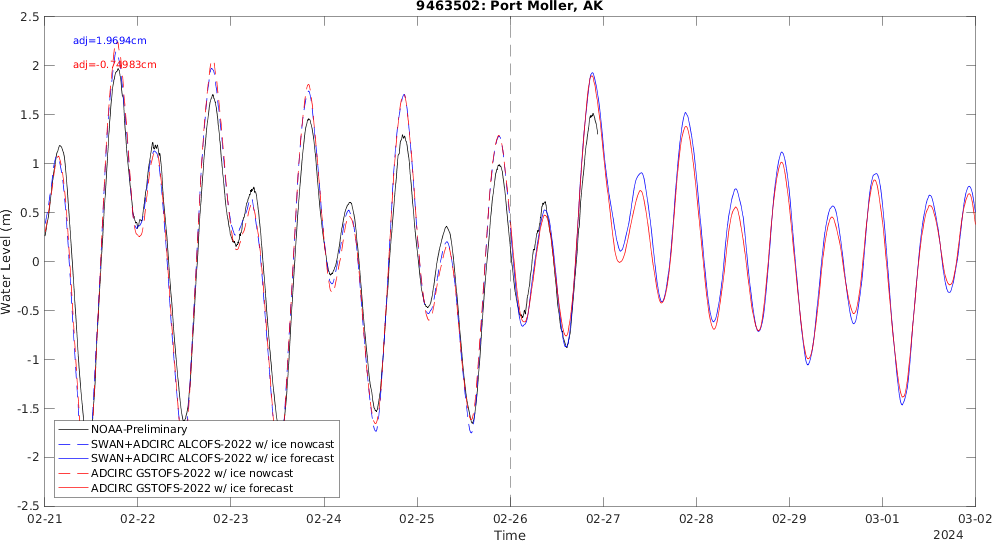 9463502: Port Moller, AK
adj=1.9694cm
adj=-0.74983cm
2.5
2
1.5
1
0.5
0
-0.5
-1
-1.5
-2
-2.5
Water Level (m)
NOAA-Preliminary
SWAN+ADCIRC ALCOFS-2022 w/ ice nowcast
SWAN+ADCIRC ALCOFS-2022 w/ ice forecast
ADCIRC GSTOFS-2022 w/ ice nowcast
ADCIRC GSTOFS-2022 w/ ice forecast
02-21 02-22 02-23 02-24 02-25 02-26 02-27 02-28 02-29 03-01 03-02
Time
2024